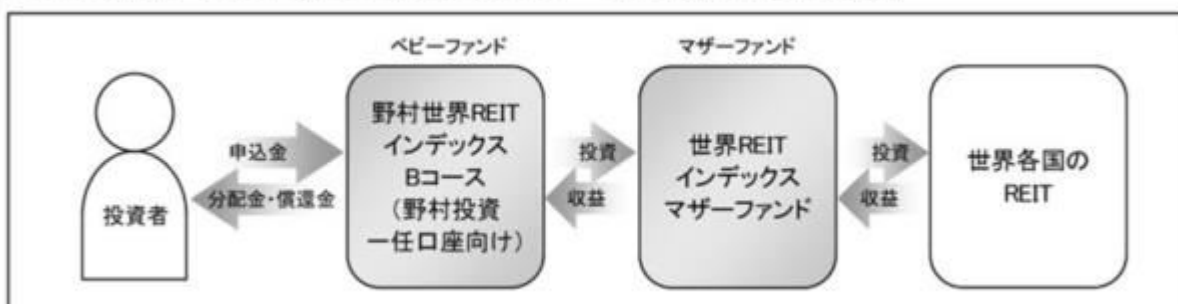 ベビーファンド
マザーファンド
野村世界REIT
インデックス
Bコース
(野村投資
一任口座向け)
世界REIT
インデックス
マザーファンド
世界各国の
REIT
申込金
分配金・償還金
投資
収益
投資
収益
投資者